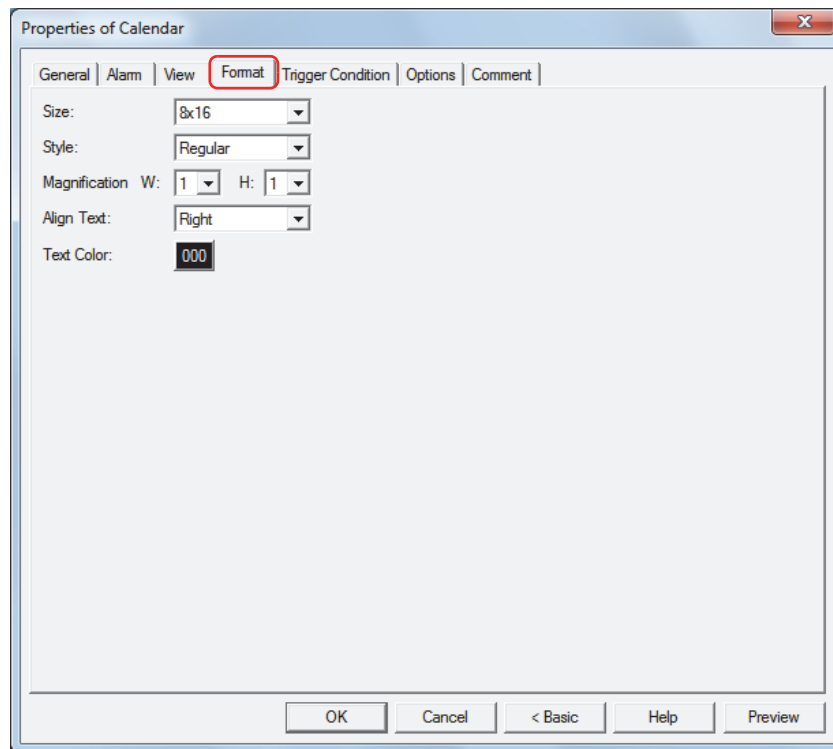 Properties of Calendar
General Alarm View Format Trigger Condition Options Comment
Size: 8x16
Style: Regular
Magnification W: 1 H: 1
Align Text: Right
Text Color: 000
OK Cancel < Basic Help Preview